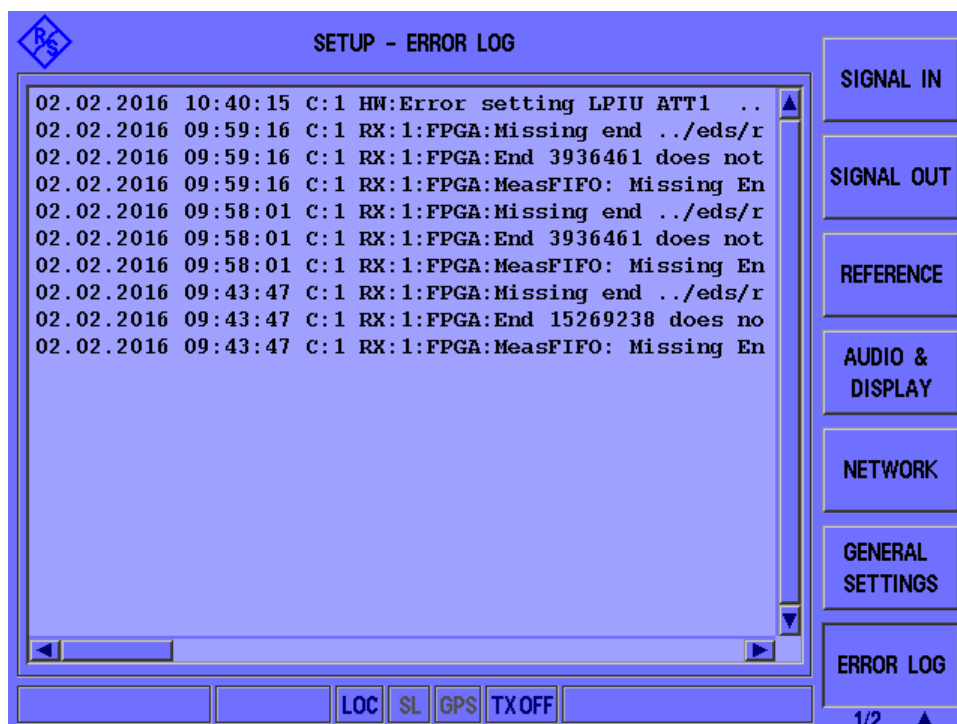 R/S
SETUP - ERROR LOG
02.02.2016 10:40:15 C:1 HW:Error setting LPIU ATT1 ..
02.02.2016 09:59:16 C:1 RX:1:FPGA:Missing end ../eds/r
02.02.2016 09:59:16 C:1 RX:1:FPGA:End 3936461 does not
02.02.2016 09:59:16 C:1 RX:1:FPGA:MeasFIFO: Missing En
02.02.2016 09:58:01 C:1 RX:1:FPGA:Missing end ../eds/r
02.02.2016 09:58:01 C:1 RX:1:FPGA:End 3936461 does not
02.02.2016 09:58:01 C:1 RX:1:FPGA:MeasFIFO: Missing En
02.02.2016 09:43:47 C:1 RX:1:FPGA:Missing end ../eds/r
02.02.2016 09:43:47 C:1 RX:1:FPGA:End 15269238 does no
02.02.2016 09:43:47 C:1 RX:1:FPGA:MeasFIFO: Missing En
SIGNAL IN
SIGNAL OUT
REFERENCE
AUDIO &
DISPLAY
NETWORK
GENERAL
SETTINGS
ERROR LOG
1/2
LOC SL GPS TX OFF